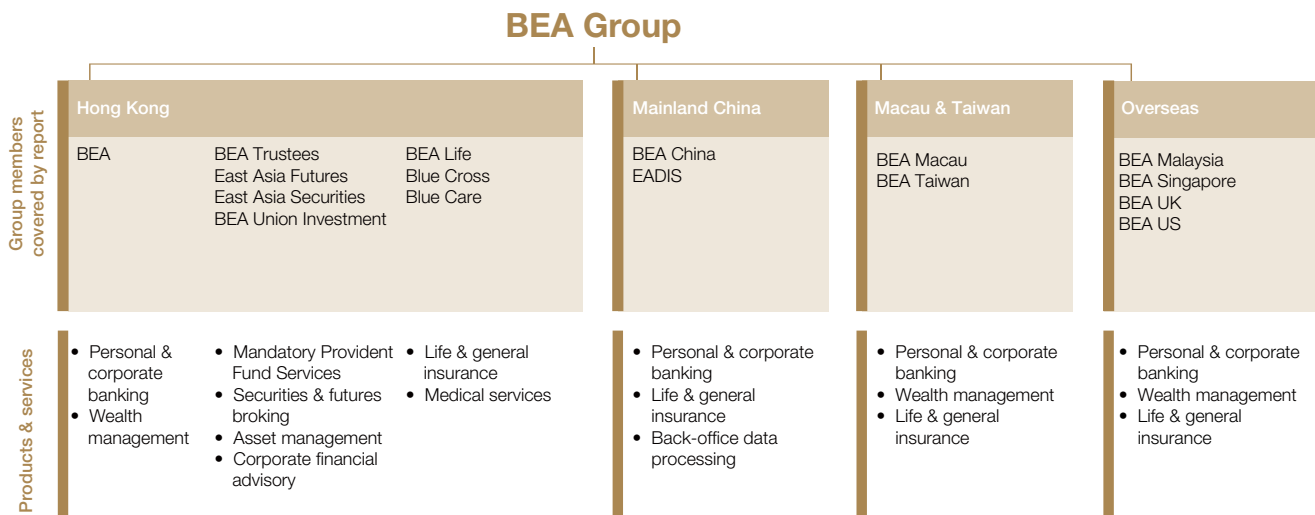 BEA Group
Group members
covered by report
Hong Kong
BEA
BEA Trustees
East Asia Futures
East Asia Securities
BEA Union Investment
BEA Life
Blue Cross
Blue Care
Mainland China
BEA China
EADIS
Macau & Taiwan
BEA Macau
BEA Taiwan
Overseas
BEA Malaysia
BEA Singapore
BEA UK
BEA US
Products & services
• Personal &
corporate
banking
• Wealth
management
• Mandatory Provident
Fund Services
• Securities & futures
broking
• Asset management
• Corporate financial
advisory
• Life & general
insurance
• Medical services
• Personal & corporate
banking
• Life & general
insurance
• Back-office data
processing
• Personal & corporate
banking
• Wealth management
• Life & general
insurance
• Personal & corporate
banking
• Wealth management
• Life & general
insurance